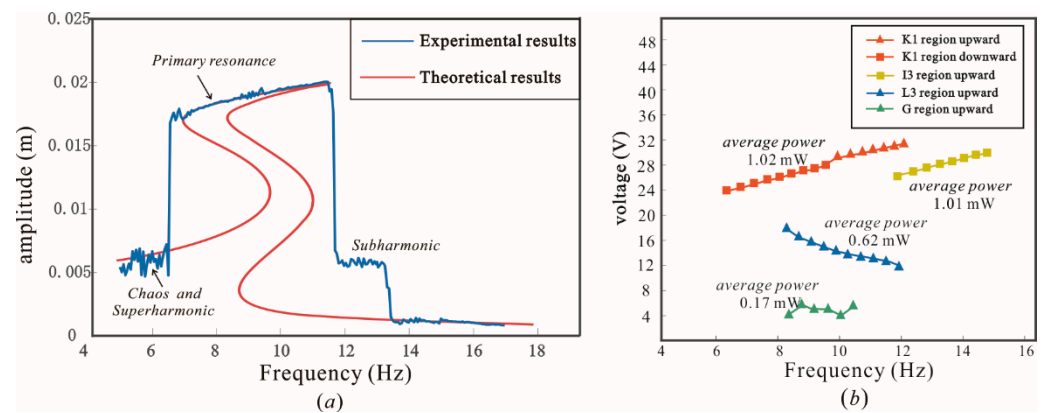 0.025
0.02
0.015
0.01
0.005
0
amplitude (m)
Experimental results
Theoretical results
Primary resonance
Subharmonic
Chaos and
Superharmonic
4 6 8 10 12 14 16 18
Frequency (Hz)
(a)
48
44
40
36
32
28
24
20
16
12
8
4
voltage (V)
K1 region upward
K1 region downward
I3 region upward
L3 region upward
G region upward
average power
1.02 mW
average power
1.01 mW
average power
0.62 mW
average power
0.17 mW
4 6 8 10 12 14 16
Frequency (Hz)
(b)